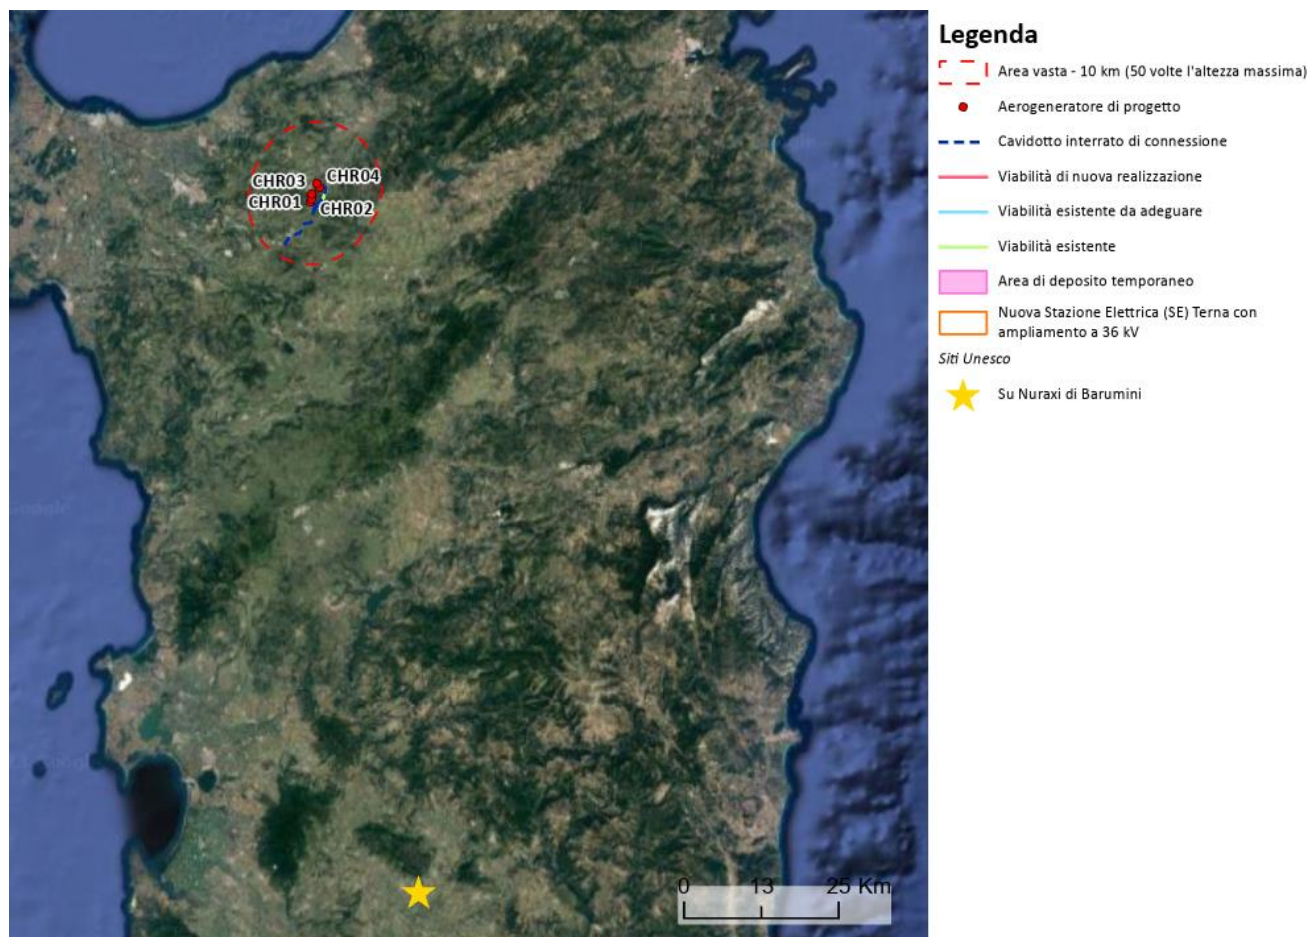 CHR03
CHR04
CHR01
CHR02
Google
0 13 25 Km
Legenda
Area vasta - 10 km (50 volte l'altezza massima)
Aerogeneratore di progetto
Cavidotto interrato di connessione
Viabilità di nuova realizzazione
Viabilità esistente da adeguare
Viabilità esistente
Area di deposito temporaneo
Nuova Stazione Elettrica (SE) Terna con
ampliamento a 36 kV
Siti Unesco
Su Nuraxi di Barumini